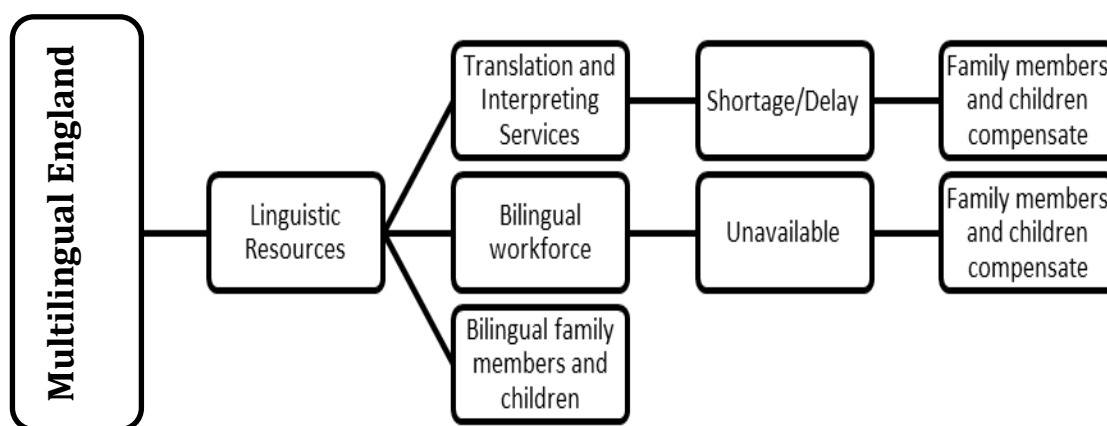 Multilingual England
Linguistic
Resources
Translation and
Interpreting
Services
Shortage/Delay
Family members
and children
compensate
Bilingual
workforce
Unavailable
Family members
and children
compensate
Bilingual family
members and
children